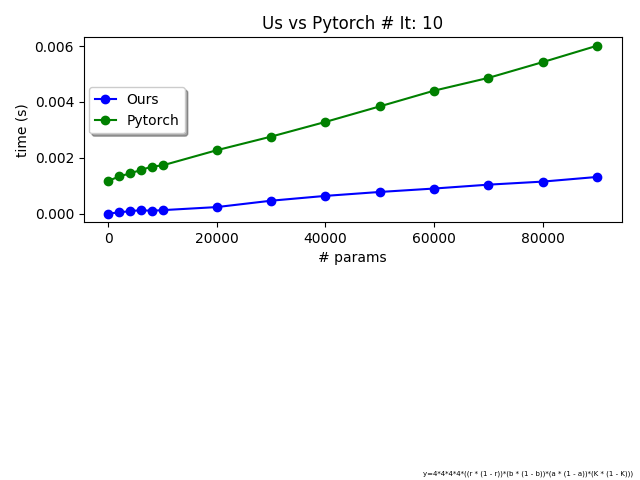 Us vs Pytorch # It: 10
0.006
0.004
0.002
0.000
time (s)
Ours
Pytorch
0
20000
40000
60000
80000
# params
y=4*4*4*4*((r * (1 - r))*(b * (1 - b))*(a * (1 - a))*(K * (1 - K)))